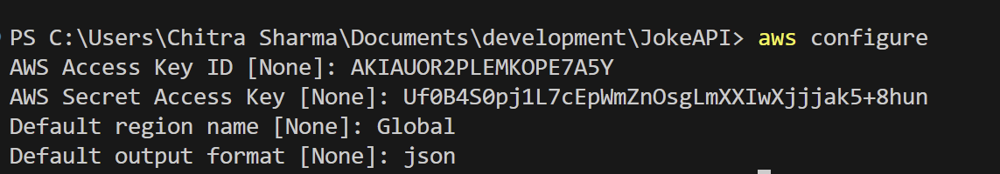 PS C:\Users\Chitra Sharma\Documents\development\JokeAPI> aws configure
AWS Access Key ID [None]: AKIAUOR2PLEMKOPE7A5Y
AWS Secret Access Key [None]: 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
Default region name [None]: Global
Default output format [None]: json